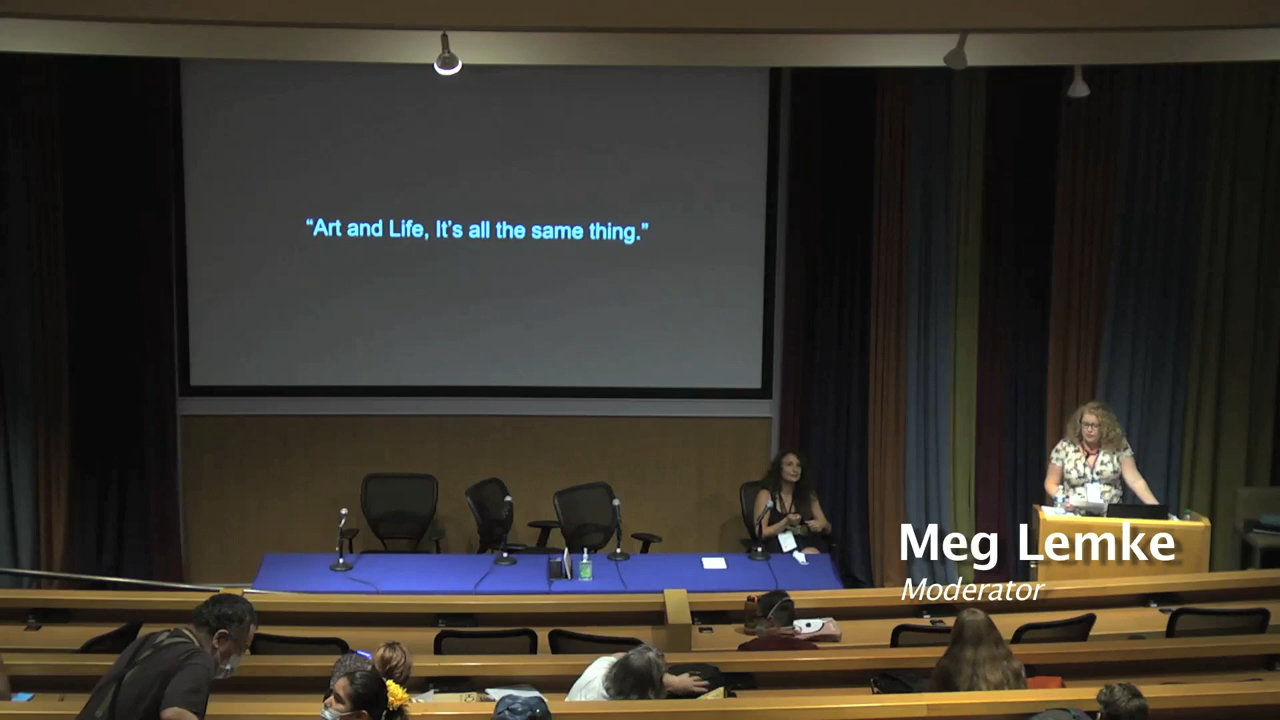 “Art and Life, It’s all the same thing.”
Meg Lemke
Moderator